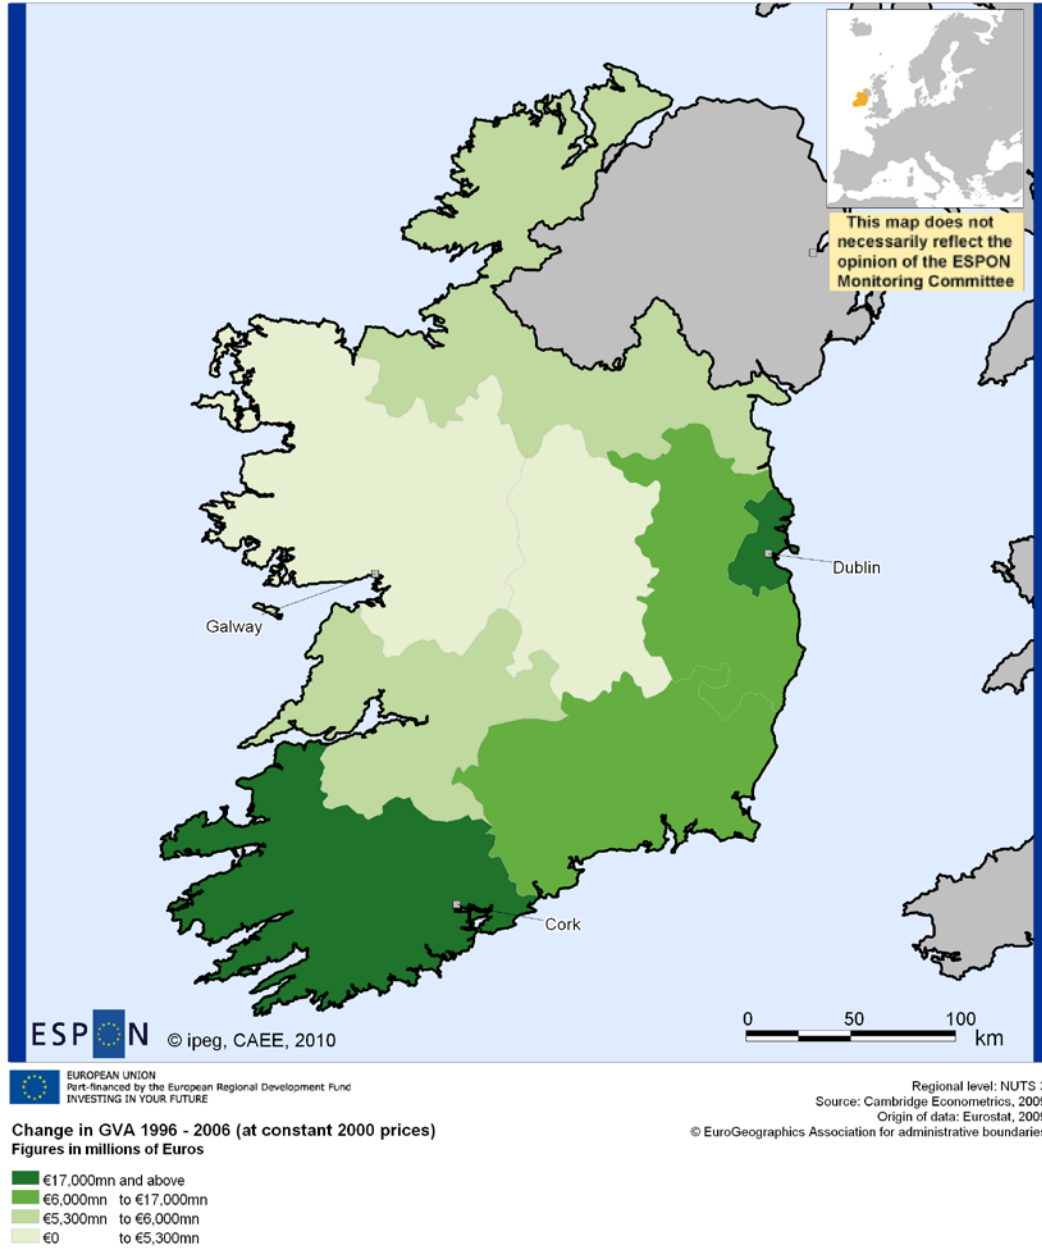 This map does not
necessarily reflect the
opinion of the ESPON
Monitoring Committee
Dublin
Galway
Cork
ESPON © ipeg, CAEE, 2010
0 50 100
km
EUROPEAN UNION
Part-financed by the European Regional Development Fund
INVESTING IN YOUR FUTURE
Regional level: NUTS 3
Source: Cambridge Econometrics, 2009
Origin of data: Eurostat, 2009
© EuroGeographics Association for administrative boundaries
Change in GVA 1996 - 2006 (at constant 2000 prices)
Figures in millions of Euros
€17,000mn and above
€6,000mn to €17,000mn
€5,300mn to €6,000mn
€0 to €5,300mn